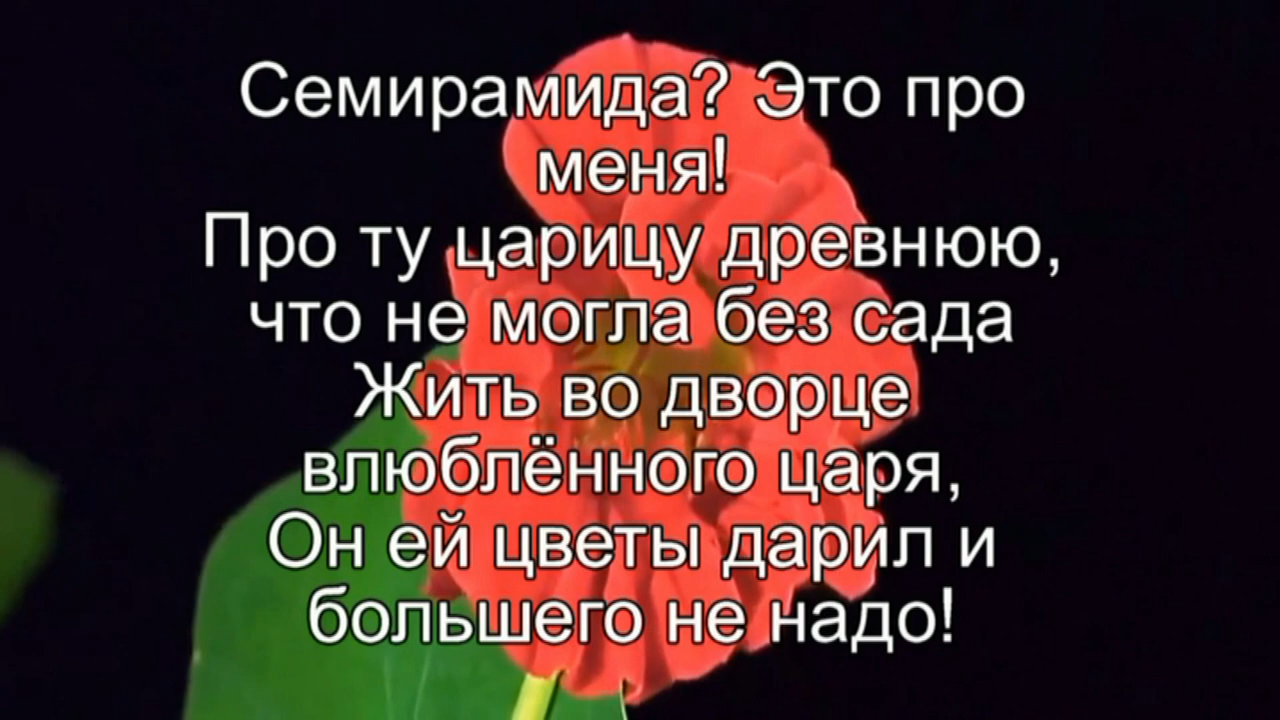 Семирамида? Это про
меня!
Про ту царицу древнюю,
что не могла без сада
Жить во дворце
влюблённого царя,
Он ей цветы дарил и
большего не надо!